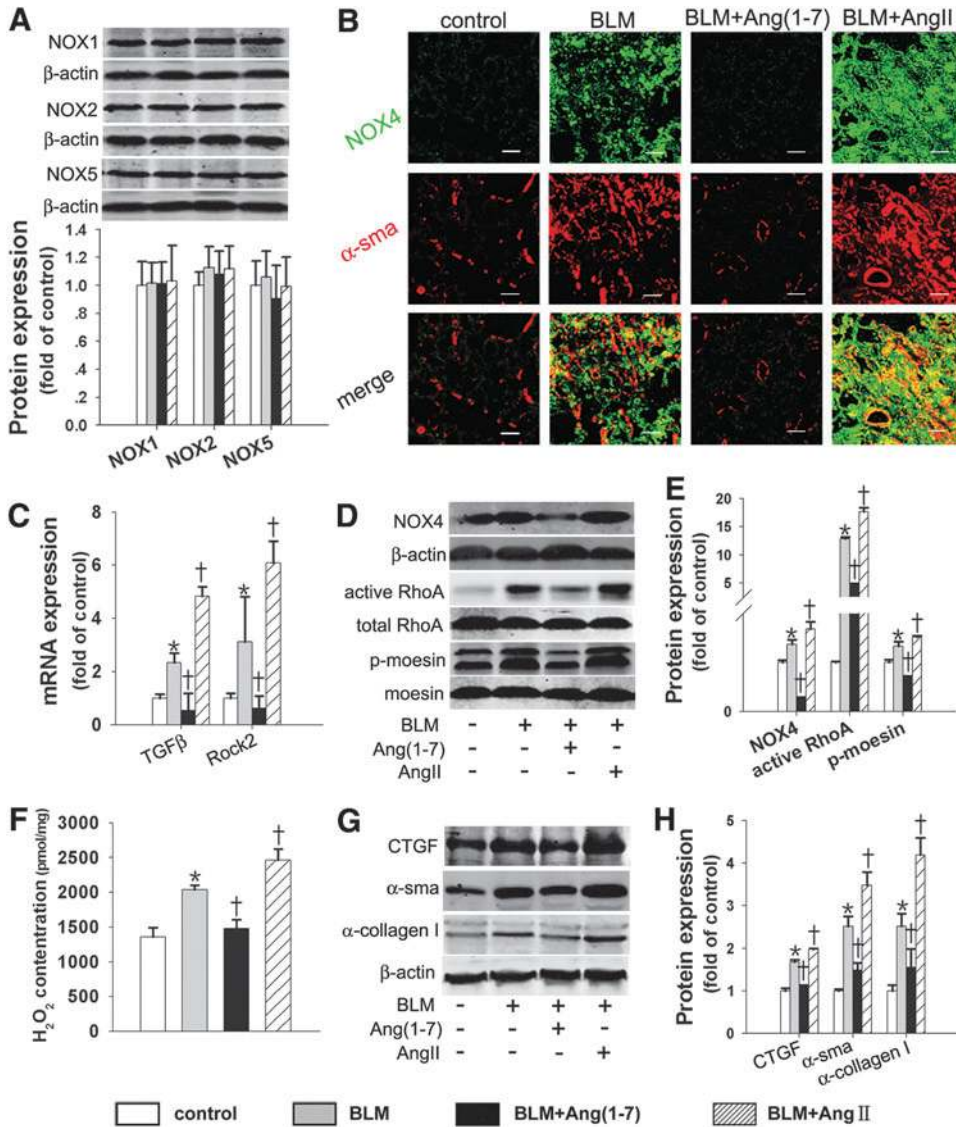 A
NOX1
β-actin
NOX2
β-actin
NOX5
β-actin
Protein expression
(fold of control)
1.4
1.2
1.0
.8
.6
.4
.2
0.0
NOX1 NOX2 NOX5
B
control BLM BLM+Ang(1-7) BLM+AngII
NOX4
α-sma
merge
C
mRNA expression
(fold of control)
8
6
4
2
0
* † † * † †
TGFβ Rock2
D
NOX4
β-actin
active RhoA
total RhoA
p-moesin
moesin
BLM - + + +
Ang(1-7) - - + -
AngII - - - +
E
Protein expression
(fold of control)
20
15
10
5
0
* † † * † † * † †
NOX4 active RhoA p-moesin
F
H₂O₂ concentration (pmol/mg)
3000
2500
2000
1500
1000
500
0
* † †
G
CTGF
α-sma
α-collagen I
β-actin
BLM - + + +
Ang(1-7) - - + -
AngII - - - +
H
Protein expression
(fold of control)
5
4
3
2
1
0
* † † * † † * † †
CTGF α-sma α-collagen I
control BLM BLM+Ang(1-7) BLM+Ang II